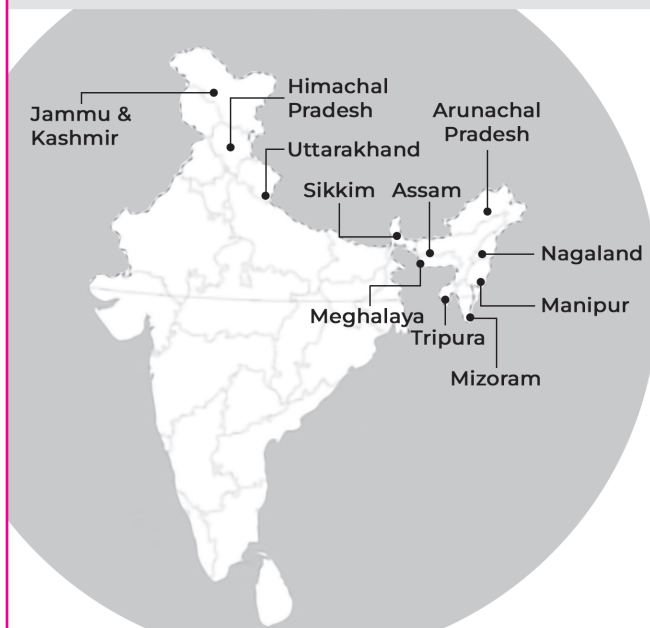 Jammu &
Kashmir
Himachal
Pradesh
Uttarakhand
Arunachal
Pradesh
Sikkim
Assam
Nagaland
Manipur
Meghalaya
Tripura
Mizoram